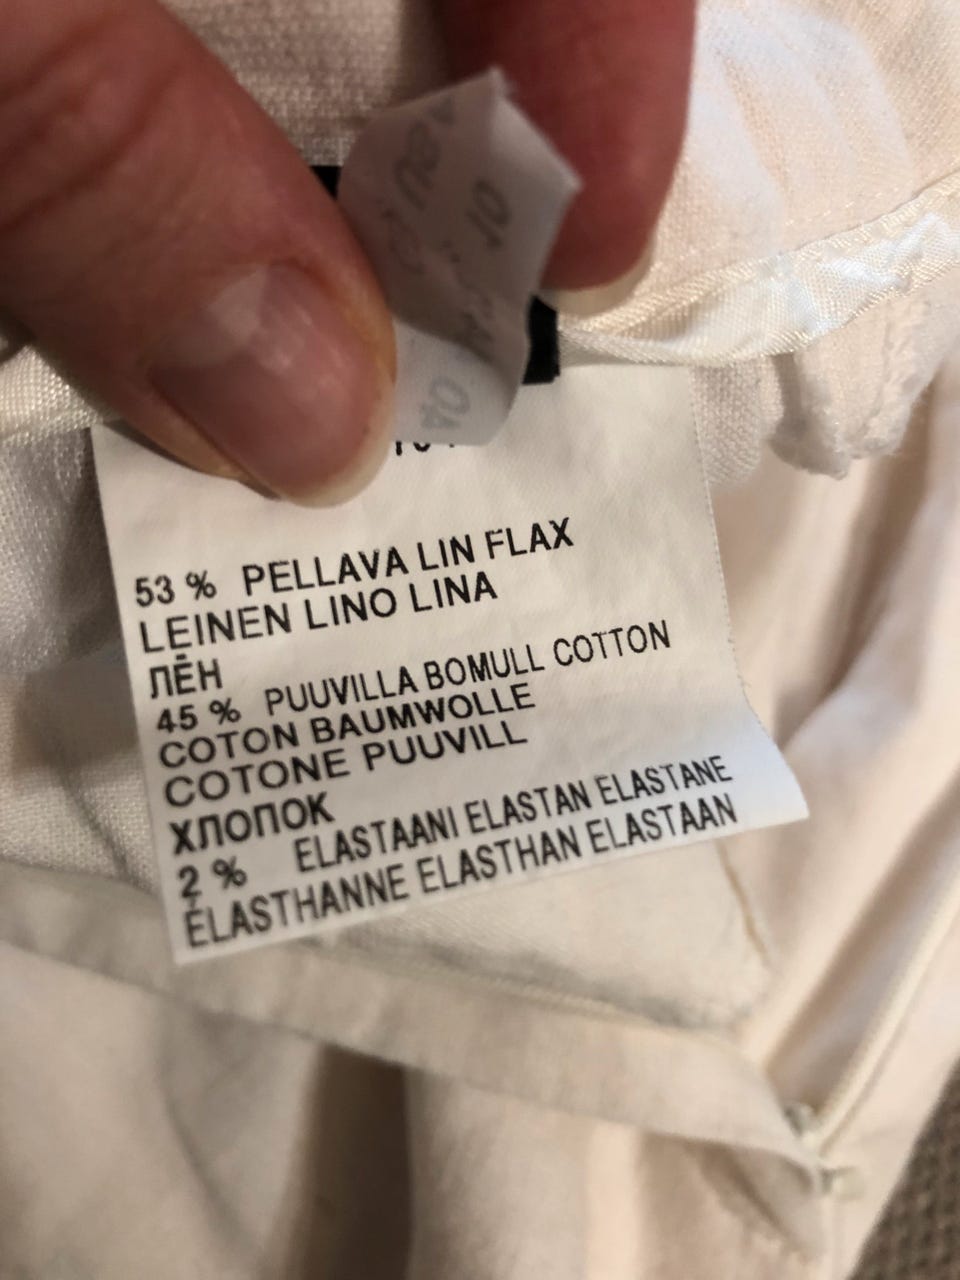 53 % PELLAVA LIN FLAX
LEINEN LINO LINA
ЛЁН
45 % PUUVILLA BOMULL COTTON
COTON BAUMWOLLE
COTONE PUUVILL
ХЛОПОК
2 % ELASTAANI ELASTAN ELASTANE
ÉLASTHANNE ELASTHAN ELASTAAN